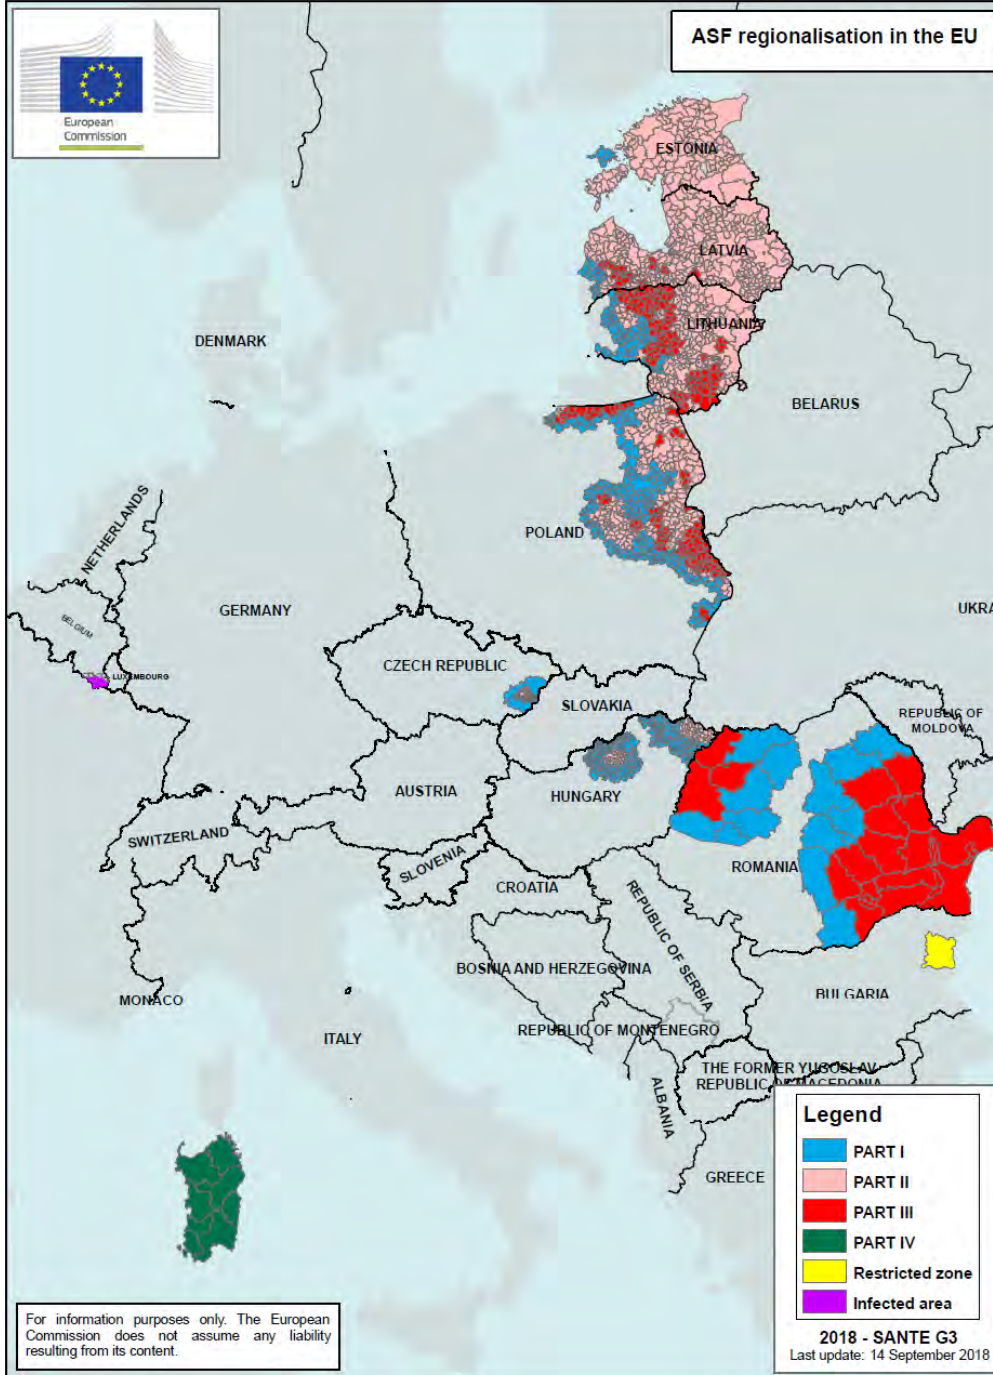 European
Commission
ASF regionalisation in the EU
ESTONIA
LATVIA
LITHUANIA
DENMARK
BELARUS
NETHERLANDS
POLAND
BELGIUM
GERMANY
UKRA
LUXEMBOURG
CZECH REPUBLIC
SLOVAKIA
REPUBLIC OF
MOLDOVA
AUSTRIA
HUNGARY
SWITZERLAND
SLOVENIA
ROMANIA
CROATIA
REPUBLIC OF SERBIA
BOSNIA AND HERZEGOVINA
BULGARIA
MONACO
ITALY
REPUBLIC OF MONTENEGRO
THE FORMER YUGOSLAV
REPUBLIC OF MACEDONIA
ALBANIA
GREECE
Legend
PART I
PART II
PART III
PART IV
Restricted zone
Infected area
2018 - SANTE G3
Last update: 14 September 2018
For information purposes only. The European
Commission does not assume any liability
resulting from its content.